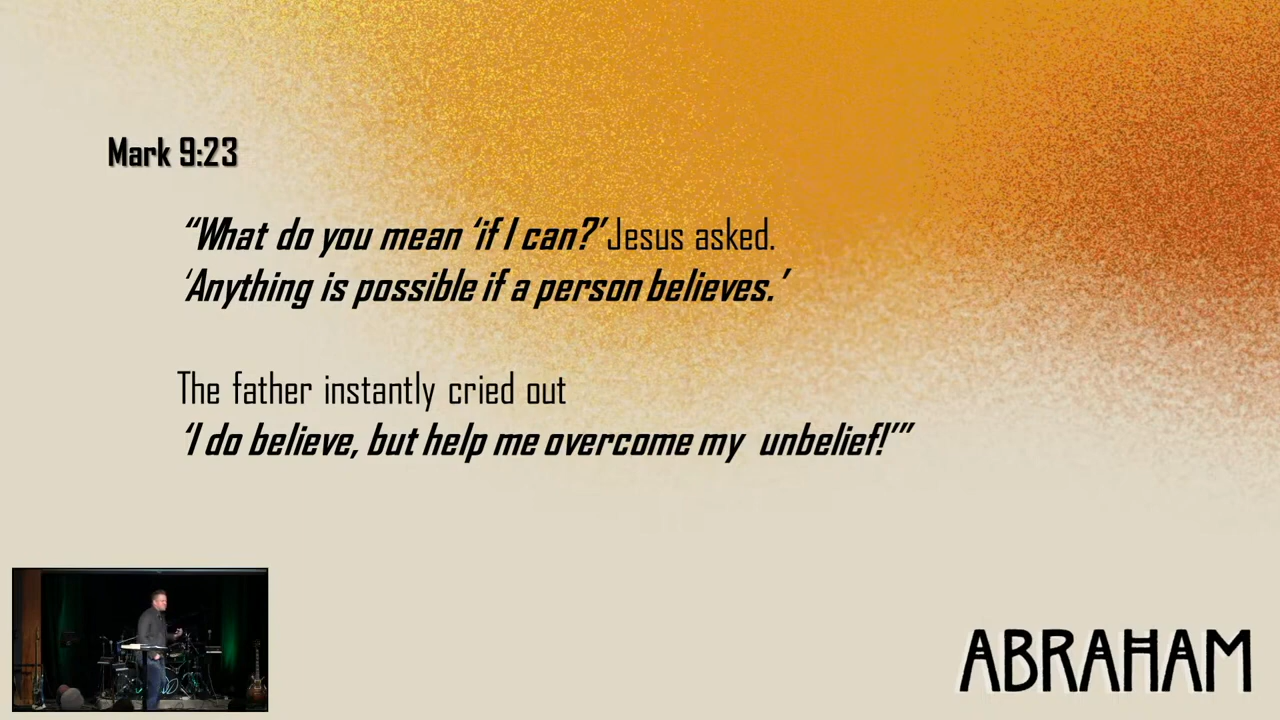 Mark 9:23
“What do you mean ‘if I can?’ Jesus asked.
‘Anything is possible if a person believes.’
The father instantly cried out
‘I do believe, but help me overcome my unbelief!’”
ABRAHAM